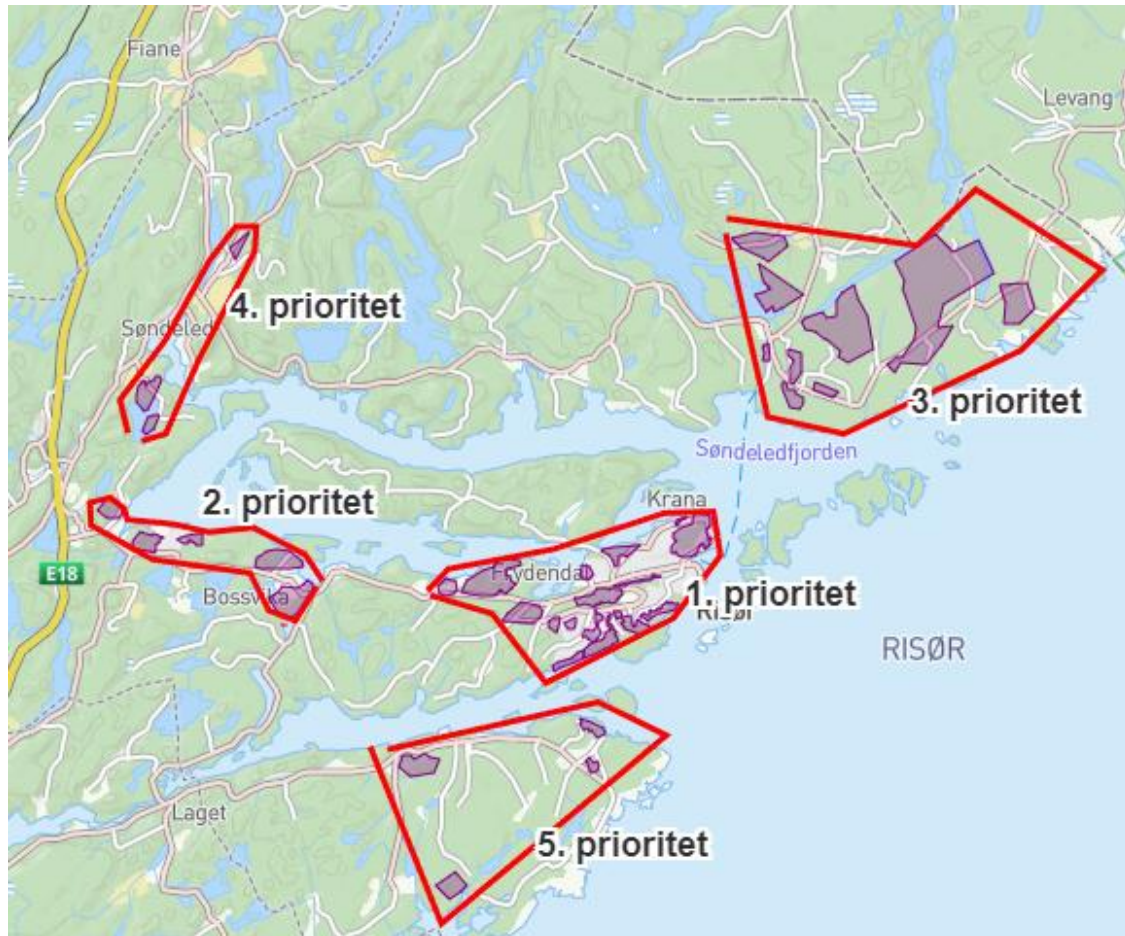 Fiane
Levang
4. prioritet
Søndeled
3. prioritet
Søndeledfjorden
2. prioritet
Krana
E18
Frydendal
Bossvika
1. prioritet
Risør
RISØR
Laget
5. prioritet